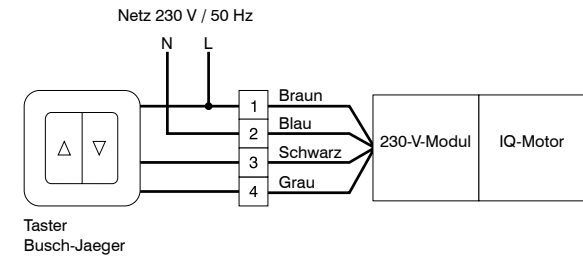 Netz 230 V / 50 Hz
N L
1 Braun
2 Blau
3 Schwarz
4 Grau
230-V-Modul IQ-Motor
Taster
Busch-Jaeger